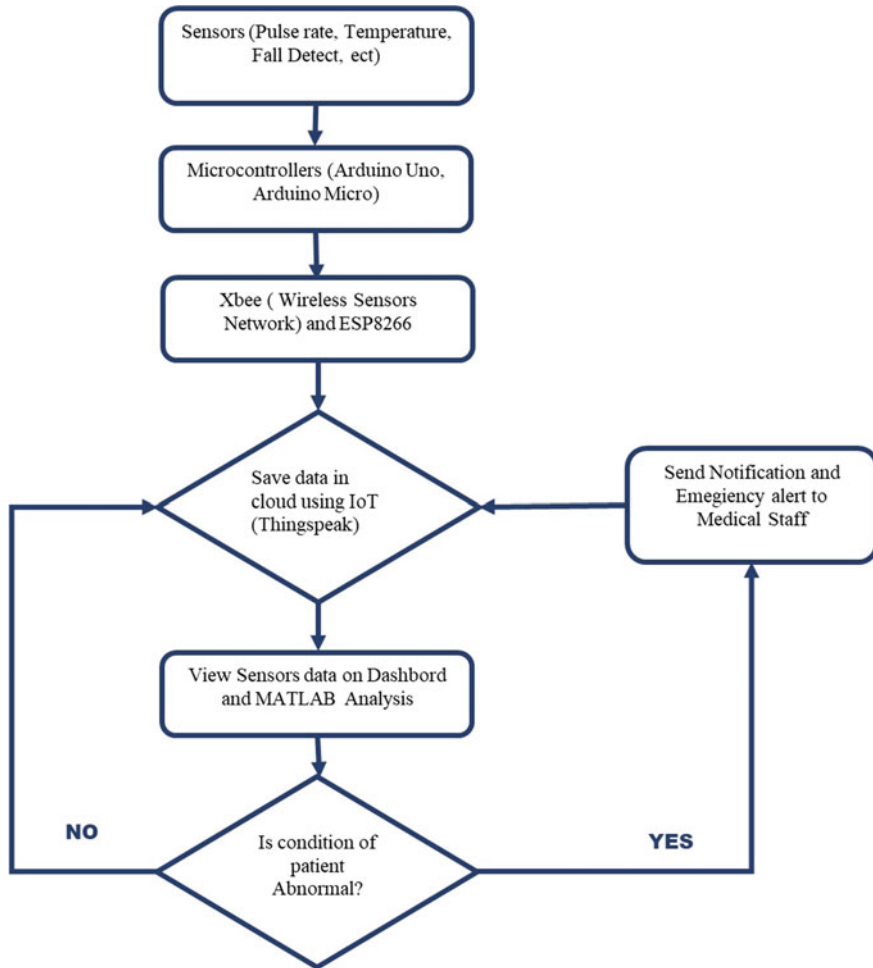 Sensors (Pulse rate, Temperature,
Fall Detect, ect)
Microcontrollers (Arduino Uno,
Arduino Micro)
Xbee ( Wireless Sensors
Network) and ESP8266
Save data in
cloud using IoT
(Thingspeak)
Send Notification and
Emegiency alert to
Medical Staff
View Sensors data on Dashbord
and MATLAB Analysis
NO
Is condition of
patient
Abnormal?
YES